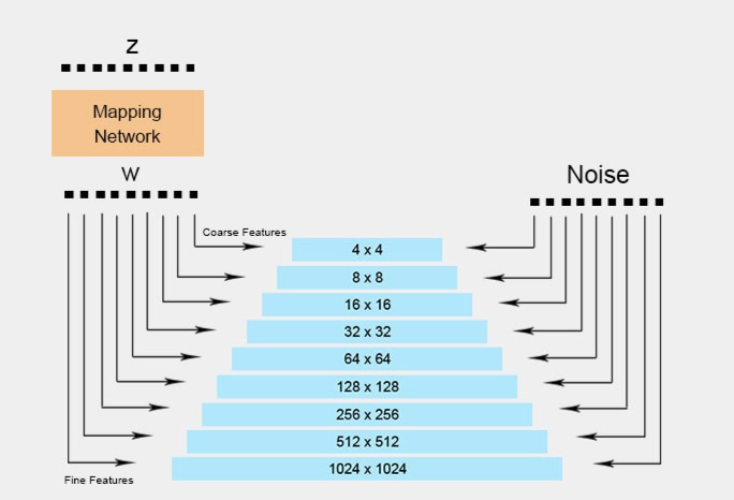 Z
Mapping
Network
W
Noise
Coarse Features
4 x 4
8 x 8
16 x 16
32 x 32
64 x 64
128 x 128
256 x 256
512 x 512
1024 x 1024
Fine Features